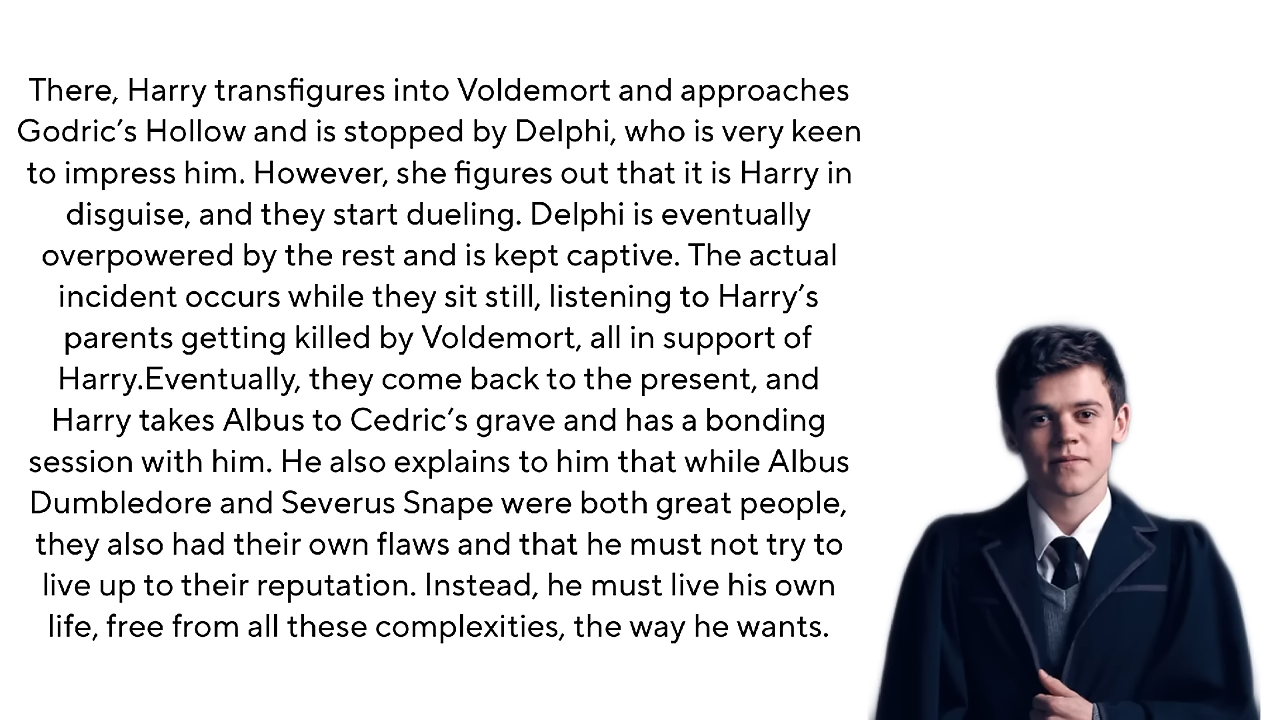 There, Harry transfigures into Voldemort and approaches
Godric’s Hollow and is stopped by Delphi, who is very keen
to impress him. However, she figures out that it is Harry in
disguise, and they start dueling. Delphi is eventually
overpowered by the rest and is kept captive. The actual
incident occurs while they sit still, listening to Harry’s
parents getting killed by Voldemort, all in support of
Harry.Eventually, they come back to the present, and
Harry takes Albus to Cedric’s grave and has a bonding
session with him. He also explains to him that while Albus
Dumbledore and Severus Snape were both great people,
they also had their own flaws and that he must not try to
live up to their reputation. Instead, he must live his own
life, free from all these complexities, the way he wants.